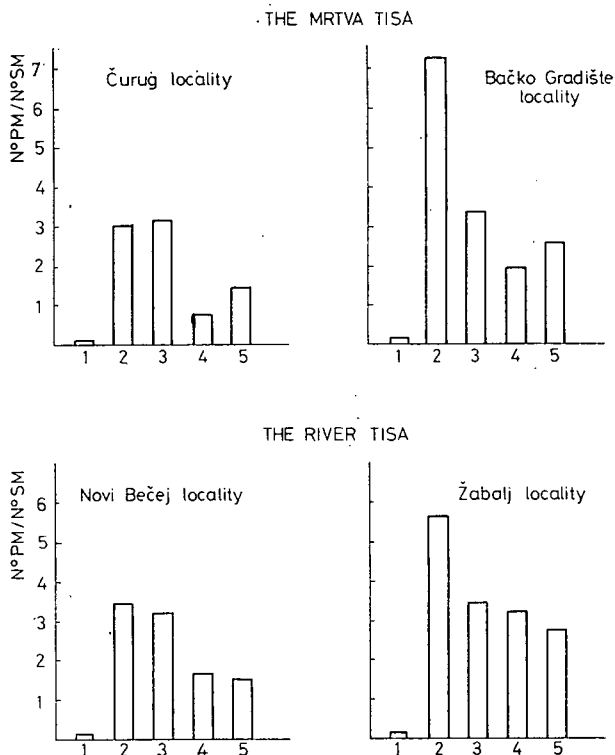 THE MRTVA TISA
N°PM/N°SM
7
6
5
4
3
2
1
Čurug locality
1 2 3 4 5
Bačko Gradište
locality
1 2 3 4 5
THE RIVER TISA
N°PM/N°SM
6
5
4
3
2
1
Novi Bečej locality
1 2 3 4 5
Žabalj locality
1 2 3 4 5